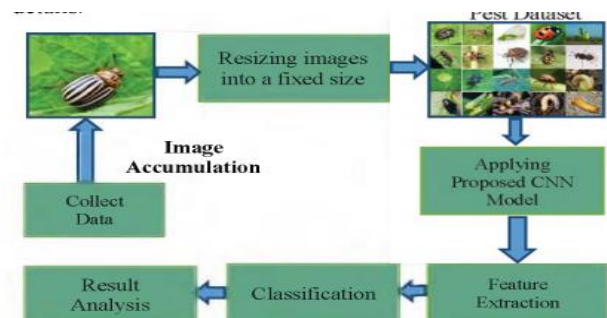 details.
Pest Dataset
Resizing images
into a fixed size
Image
Accumulation
Collect
Data
Applying
Proposed CNN
Model
Feature
Extraction
Classification
Result
Analysis